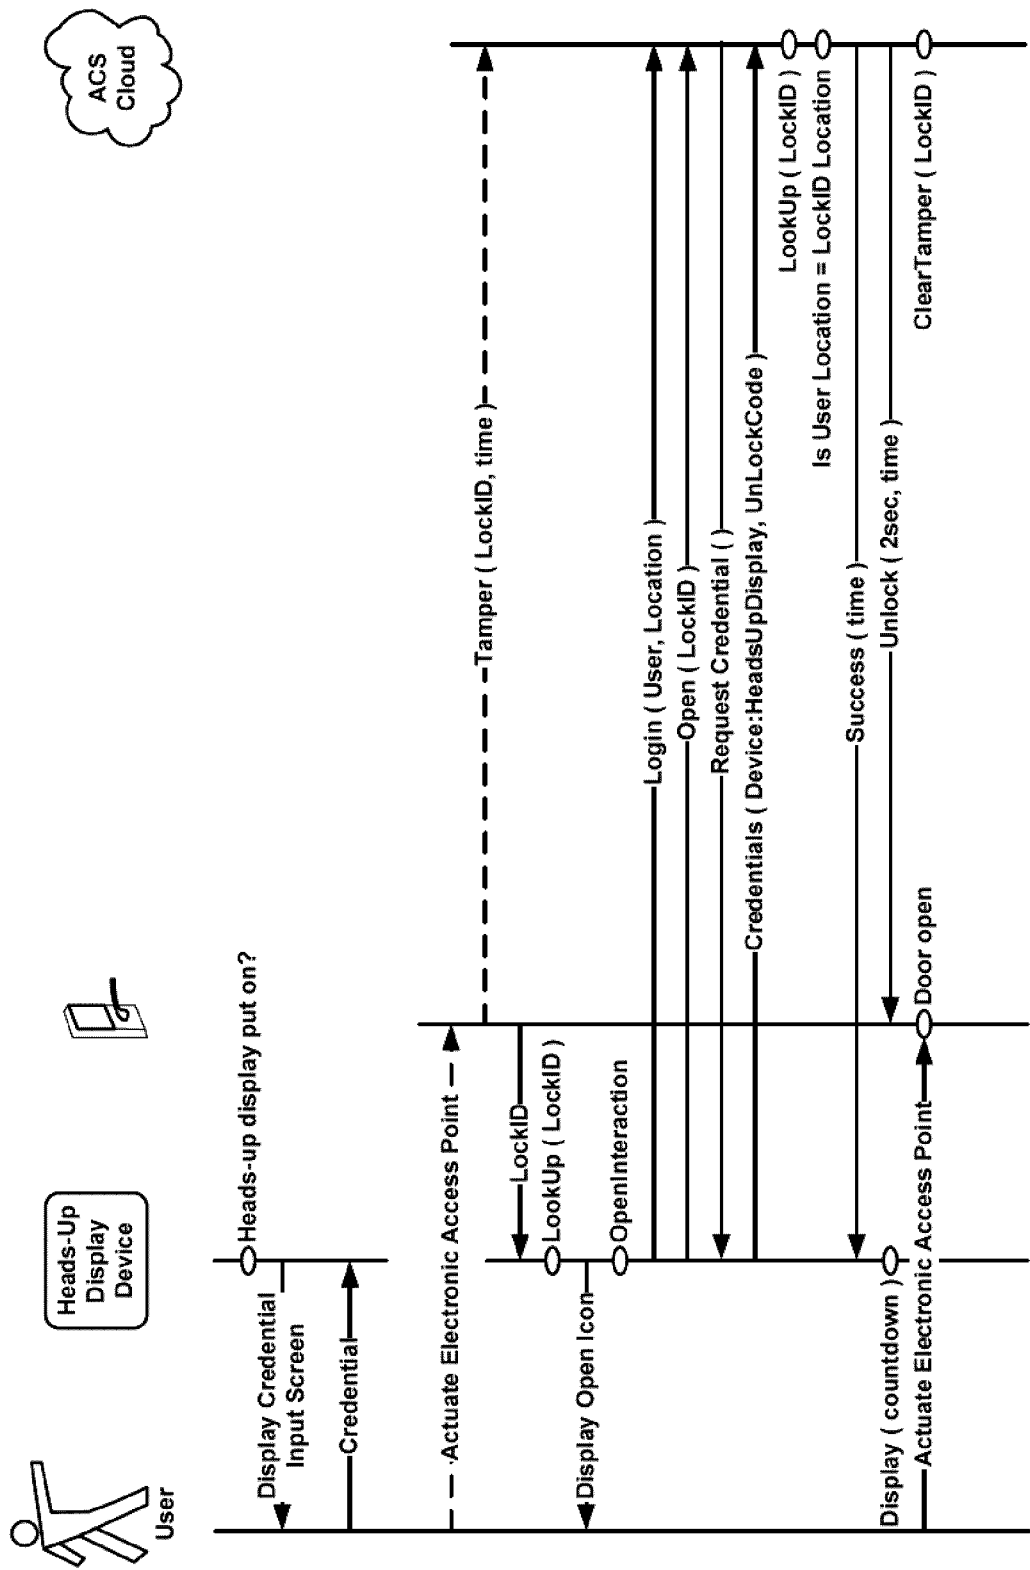 User
Heads-Up
Display
Device
ACS
Cloud
Heads-up display put on?
Display Credential
Input Screen
Credential
Actuate Electronic Access Point
Tamper ( LockID, time )
LockID
LookUp ( LockID )
Display Open Icon
OpenInteraction
Login ( User, Location )
Open ( LockID )
Request Credential ( )
Credentials ( Device:HeadsUpDisplay, UnLockCode )
LookUp ( LockID )
Is User Location = LockID Location
Success ( time )
Unlock ( 2sec, time )
Display ( countdown )
Actuate Electronic Access Point
Door open
ClearTamper ( LockID )